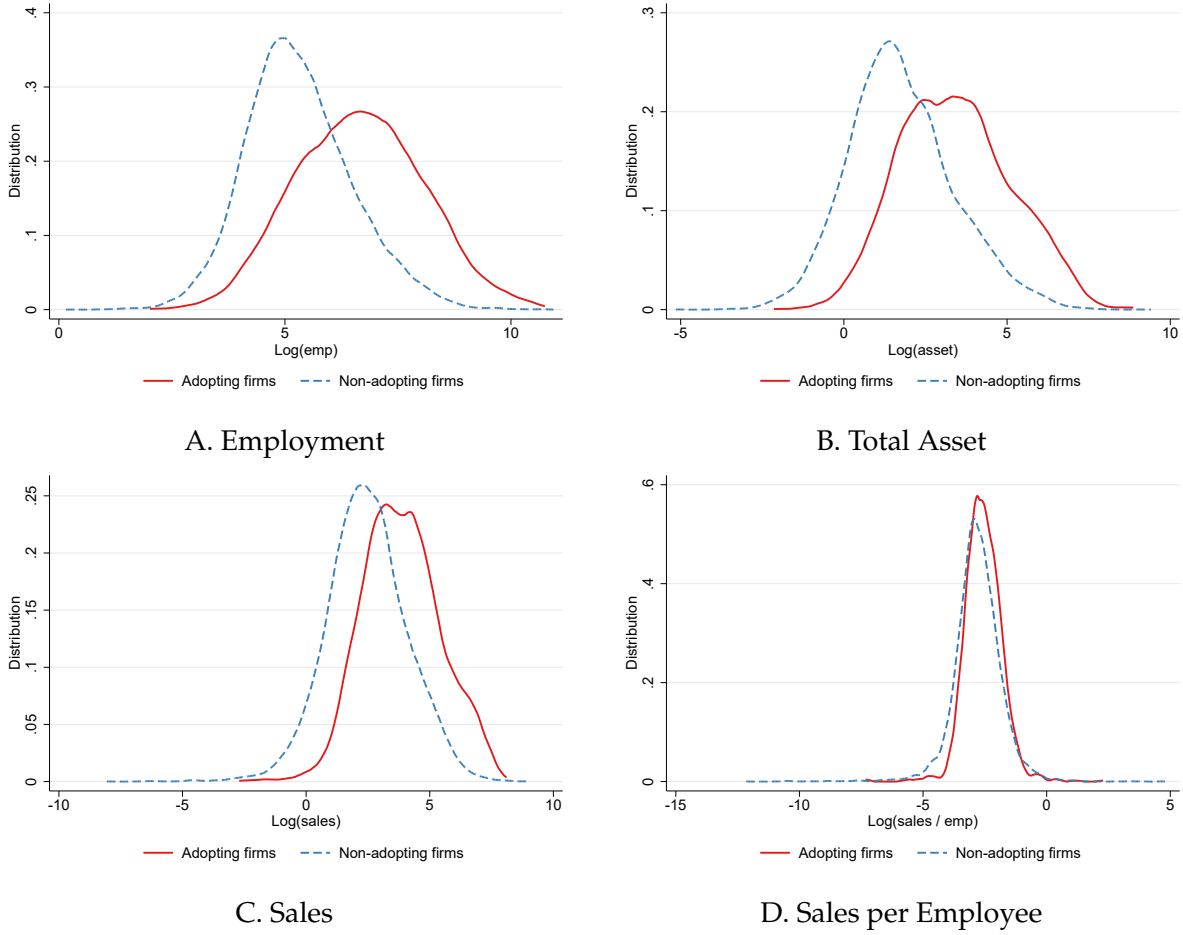 .4
.3
.2
.1
0
Distribution
0 5 10
Log(emp)
Adopting firms Non-adopting firms
A. Employment
.3
.2
.1
0
Distribution
-5 0 5 10
Log(asset)
Adopting firms Non-adopting firms
B. Total Asset
.25
.2
.15
.1
.05
0
Distribution
-10 -5 0 5 10
Log(sales)
Adopting firms Non-adopting firms
C. Sales
.6
.4
.2
0
Distribution
-15 -10 -5 0 5
Log(sales / emp)
Adopting firms Non-adopting firms
D. Sales per Employee